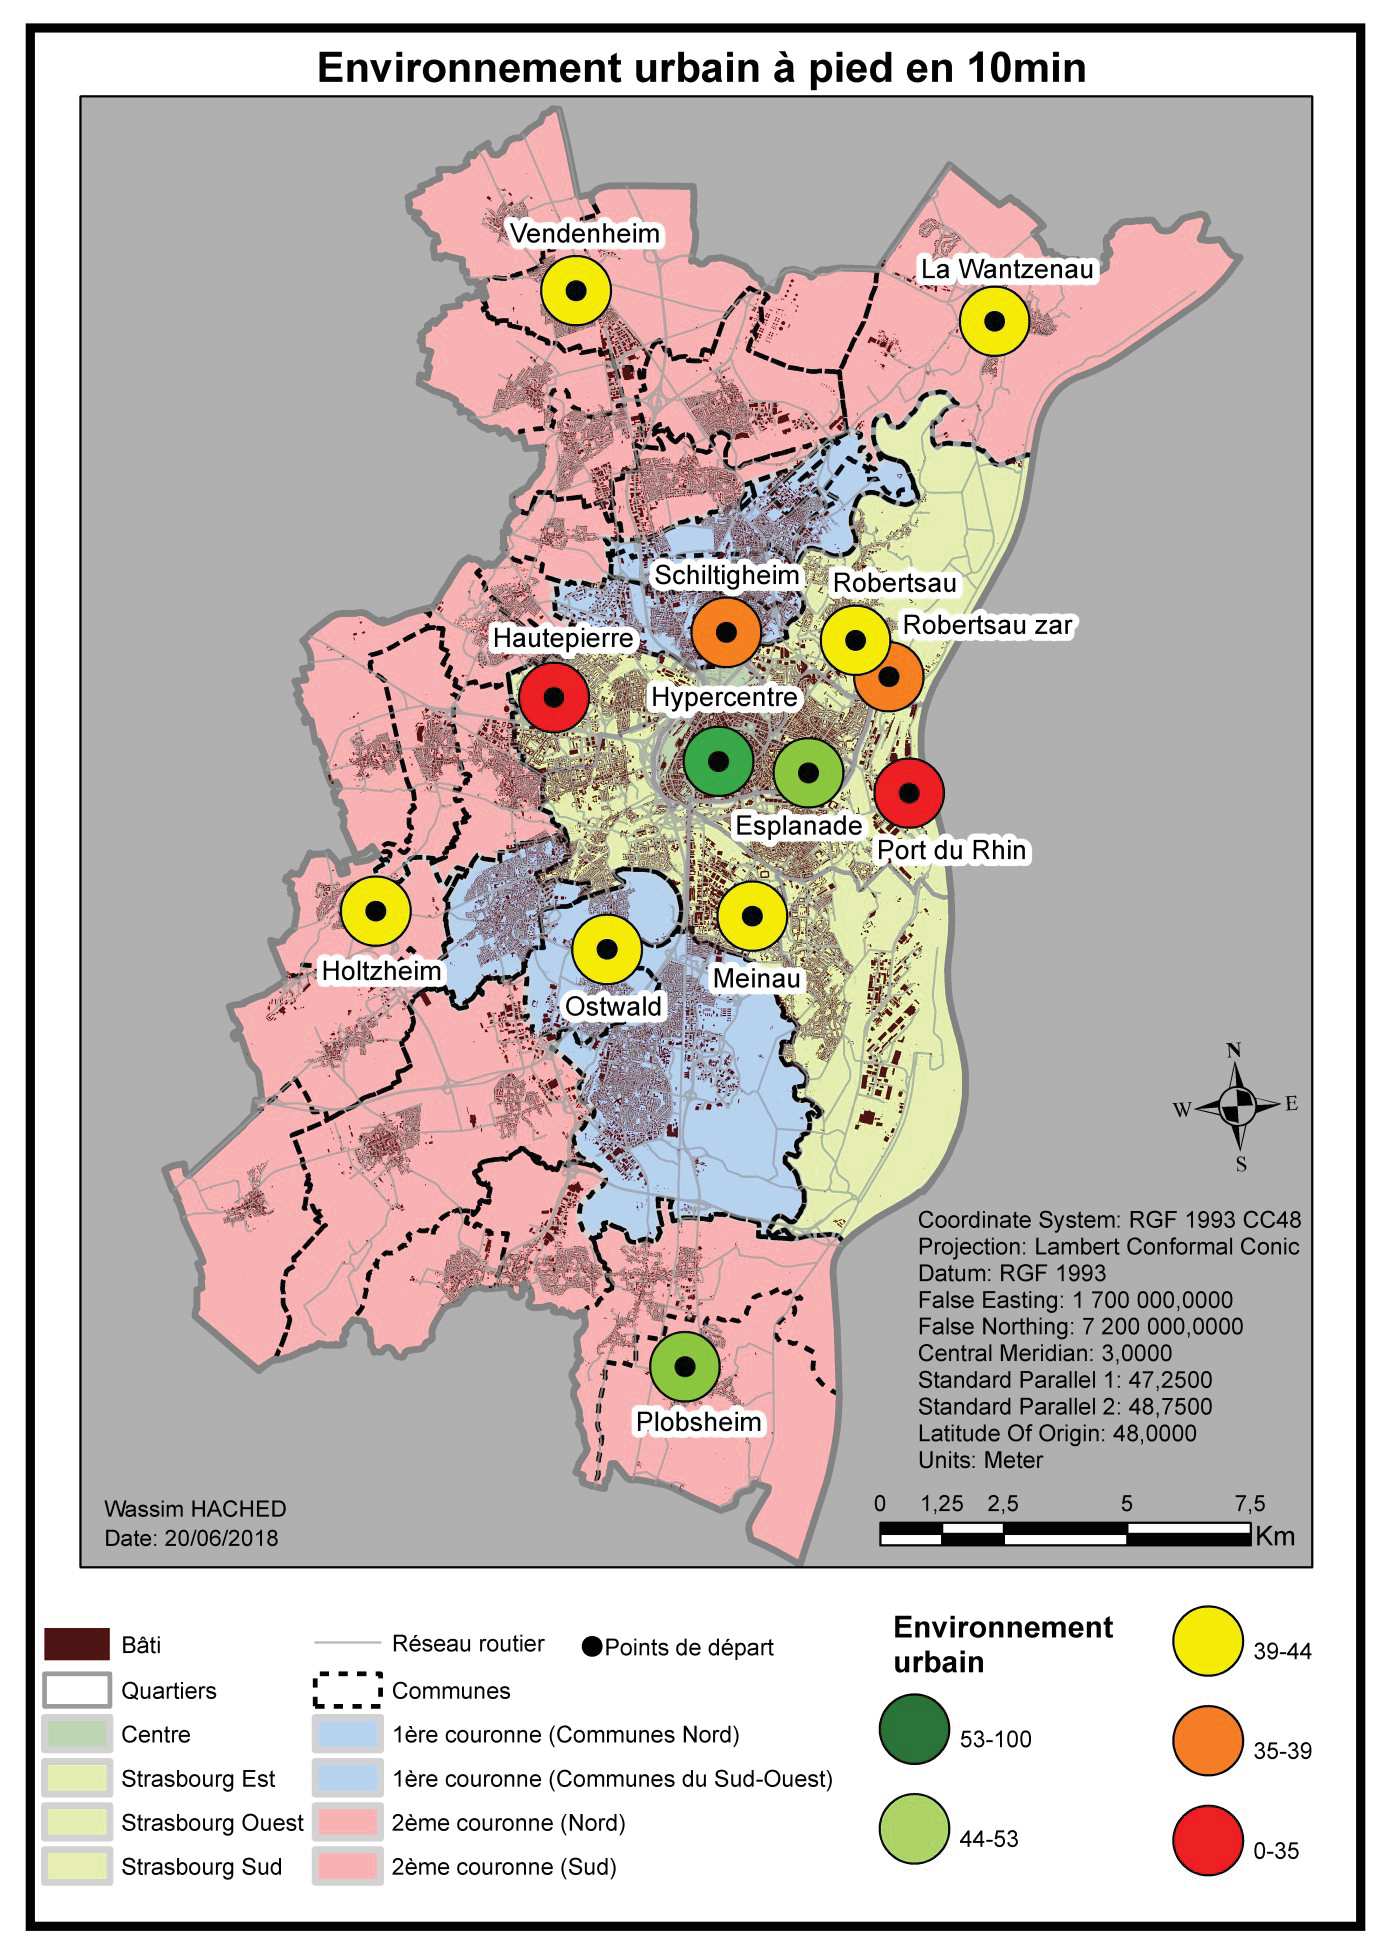 Environnement urbain à pied en 10min
Vendenheim
La Wantzenau
Schiltigheim
Robertsau
Robertsau zar
Hautepierre
Hypercentre
Esplanade
Port du Rhin
Holtzheim
Ostwald
Meinau
Plobsheim
N
W
E
S
Coordinate System: RGF 1993 CC48
Projection: Lambert Conformal Conic
Datum: RGF 1993
False Easting: 1 700 000,0000
False Northing: 7 200 000,0000
Central Meridian: 3,0000
Standard Parallel 1: 47,2500
Standard Parallel 2: 48,7500
Latitude Of Origin: 48,0000
Units: Meter
0 1,25 2,5 5 7,5
Km
Wassim HACHED
Date: 20/06/2018
Bâti
Quartiers
Centre
Strasbourg Est
Strasbourg Ouest
Strasbourg Sud
Réseau routier
Communes
1ère couronne (Communes Nord)
1ère couronne (Communes du Sud-Ouest)
2ème couronne (Nord)
2ème couronne (Sud)
Points de départ
Environnement
urbain
53-100
44-53
39-44
35-39
0-35